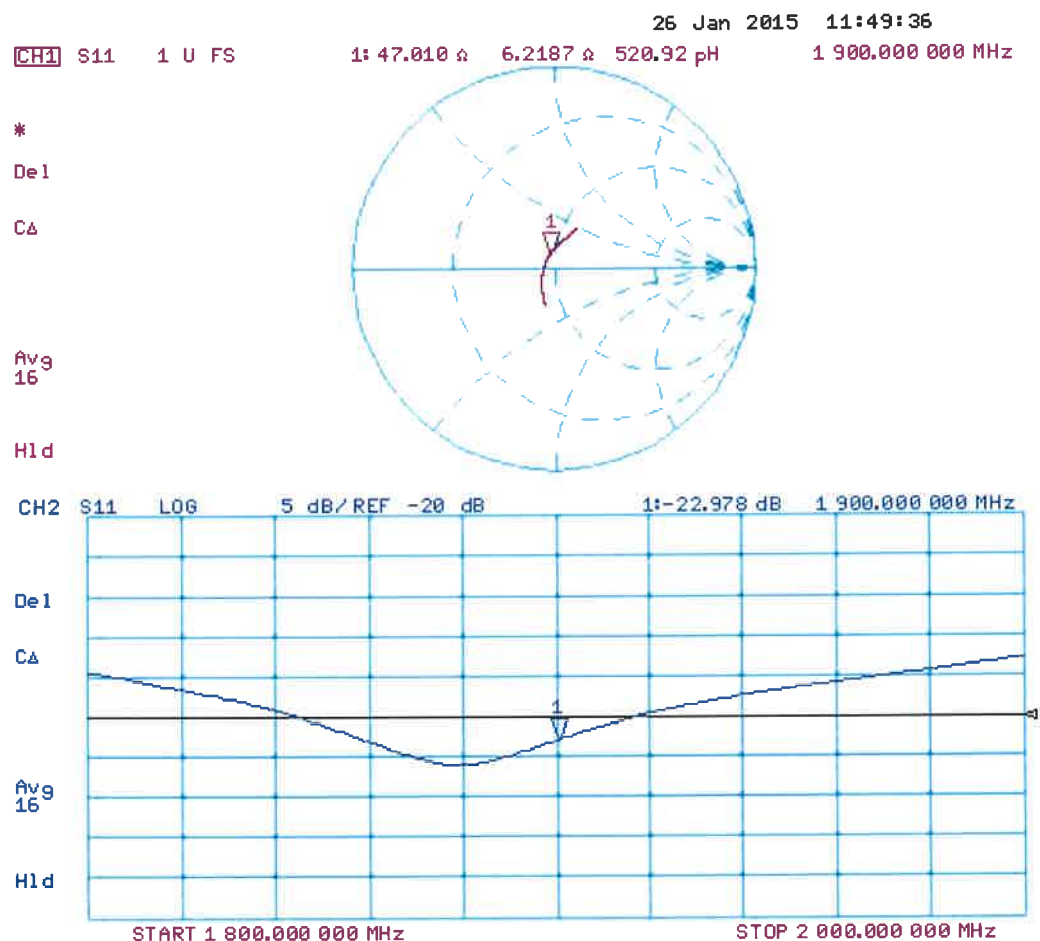 26 Jan 2015 11:49:36
CH1 S11 1 U FS 1: 47.010 Ω 6.2187 Ω 520.92 pH 1 900.000 000 MHz
*
Del
CΔ
1
Avg
16
Hld
CH2 S11 LOG 5 dB/REF -20 dB 1:-22.978 dB 1 900.000 000 MHz
Del
CΔ
1
Avg
16
Hld
START 1 800.000 000 MHz STOP 2 000.000 000 MHz